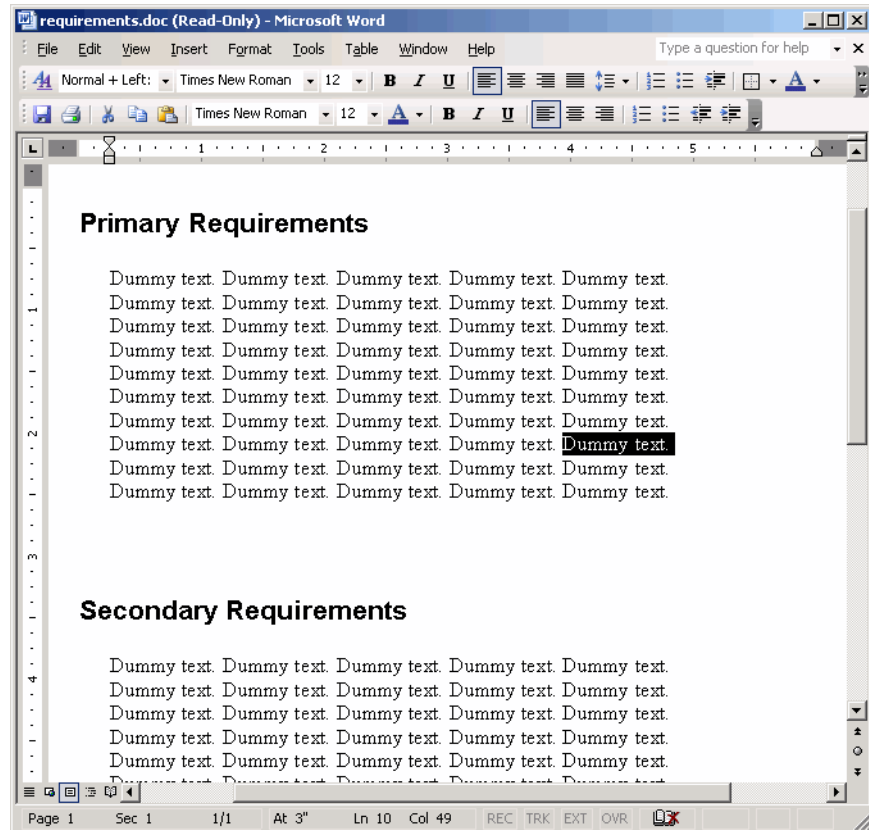 requirements.doc (Read-Only) - Microsoft Word
File Edit View Insert Format Tools Table Window Help Type a question for help
Normal + Left: Times New Roman 12 B I U A
Times New Roman 12 A B I U
L 1 2 3 4 5
Primary Requirements
Dummy text. Dummy text. Dummy text. Dummy text. Dummy text.
Dummy text. Dummy text. Dummy text. Dummy text. Dummy text.
1
Dummy text. Dummy text. Dummy text. Dummy text. Dummy text.
Dummy text. Dummy text. Dummy text. Dummy text. Dummy text.
Dummy text. Dummy text. Dummy text. Dummy text. Dummy text.
Dummy text. Dummy text. Dummy text. Dummy text. Dummy text.
Dummy text. Dummy text. Dummy text. Dummy text. Dummy text.
2
Dummy text. Dummy text. Dummy text. Dummy text. Dummy text.
Dummy text. Dummy text. Dummy text. Dummy text. Dummy text.
Dummy text. Dummy text. Dummy text. Dummy text. Dummy text.
3
Secondary Requirements
Dummy text. Dummy text. Dummy text. Dummy text. Dummy text.
4
Dummy text. Dummy text. Dummy text. Dummy text. Dummy text.
Dummy text. Dummy text. Dummy text. Dummy text. Dummy text.
Dummy text. Dummy text. Dummy text. Dummy text. Dummy text.
Dummy text. Dummy text. Dummy text. Dummy text. Dummy text.
Page 1 Sec 1 1/1 At 3" Ln 10 Col 49 REC TRK EXT OVR